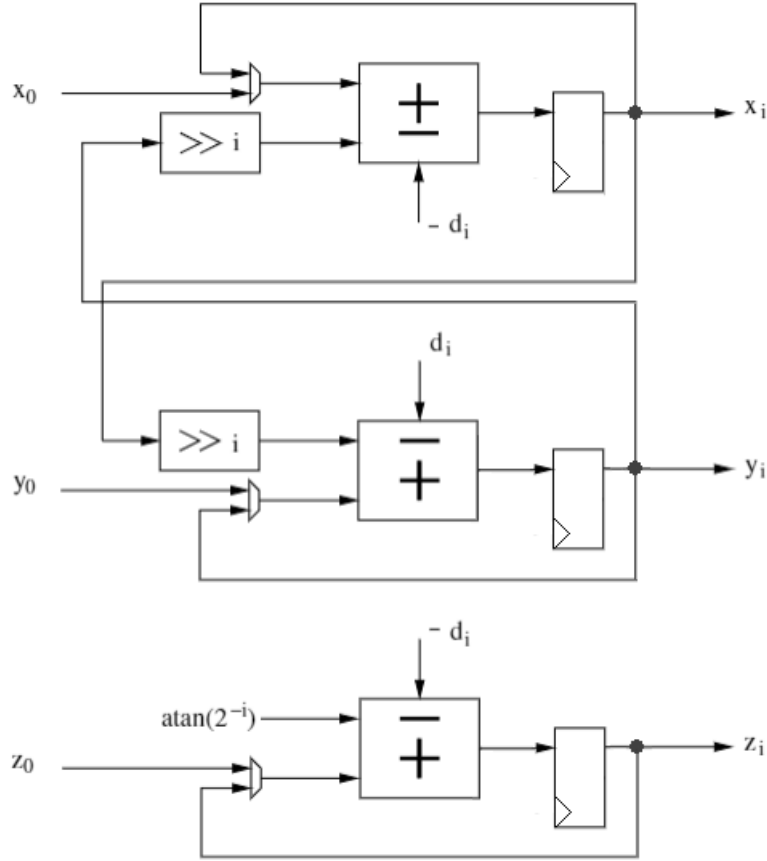 x₀
>> i
+
−
− dᵢ
xᵢ
dᵢ
>> i
−
+
y₀
yᵢ
− dᵢ
atan(2⁻ⁱ)
−
+
z₀
zᵢ